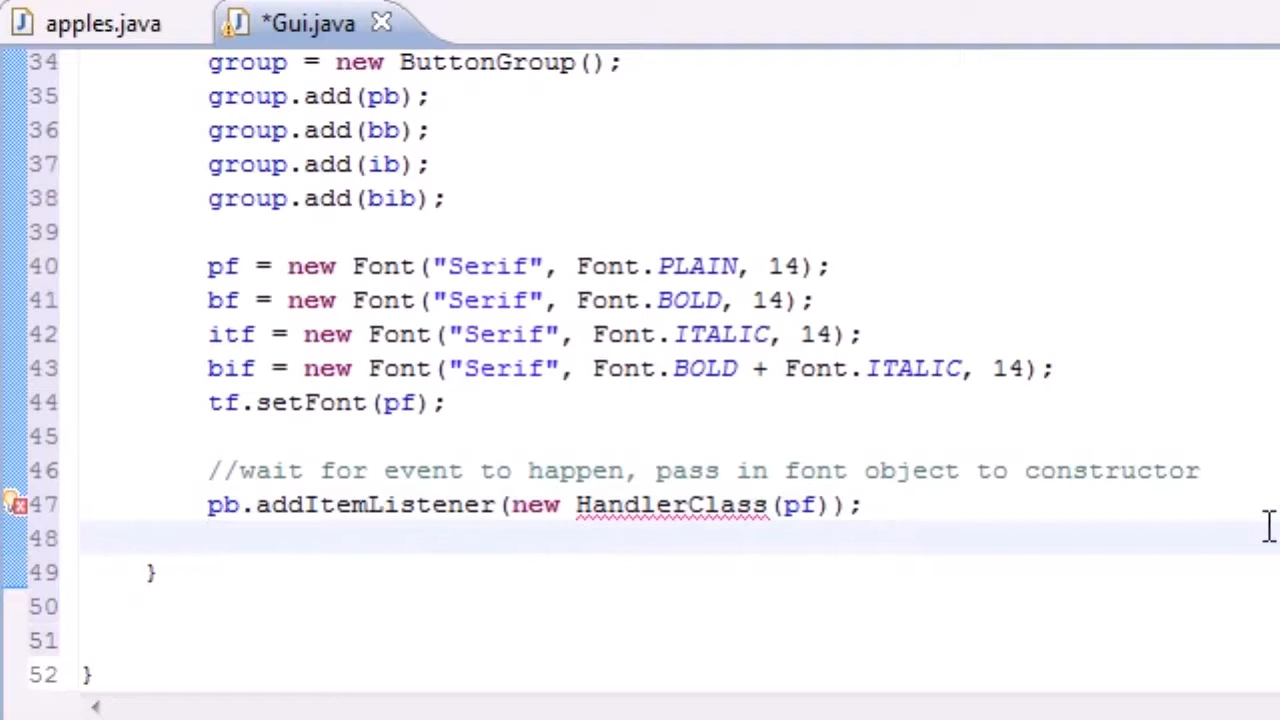 apples.java
*Gui.java
34 group = new ButtonGroup();
35 group.add(pb);
36 group.add(bb);
37 group.add(ib);
38 group.add(bib);
39
40 pf = new Font("Serif", Font.PLAIN, 14);
41 bf = new Font("Serif", Font.BOLD, 14);
42 itf = new Font("Serif", Font.ITALIC, 14);
43 bif = new Font("Serif", Font.BOLD + Font.ITALIC, 14);
44 tf.setFont(pf);
45
46 //wait for event to happen, pass in font object to constructor
47 pb.addItemListener(new HandlerClass(pf));
48
49 }
50
51
52 }